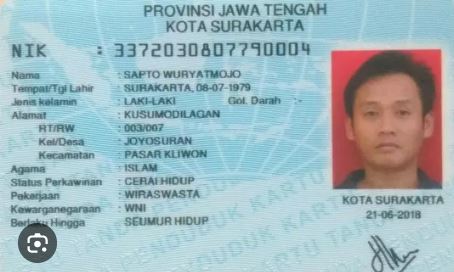 PROVINSI JAWA TENGAH
KOTA SURAKARTA
NIK : 3372030807790004
Nama : SAPTO WURYATMOJO
Tempat/Tgl Lahir : SURAKARTA, 08-07-1979
Jenis kelamin : LAKI-LAKI Gol. Darah :-
Alamat : KUSUMODILAGAN
RT/RW : 003/007
Kel/Desa : JOYOSURAN
Kecamatan : PASAR KLIWON
Agama : ISLAM
Status Perkawinan : CERAI HIDUP
Pekerjaan : WIRASWASTA
Kewarganegaraan : WNI
Berlaku Hingga : SEUMUR HIDUP
KOTA SURAKARTA
21-06-2018